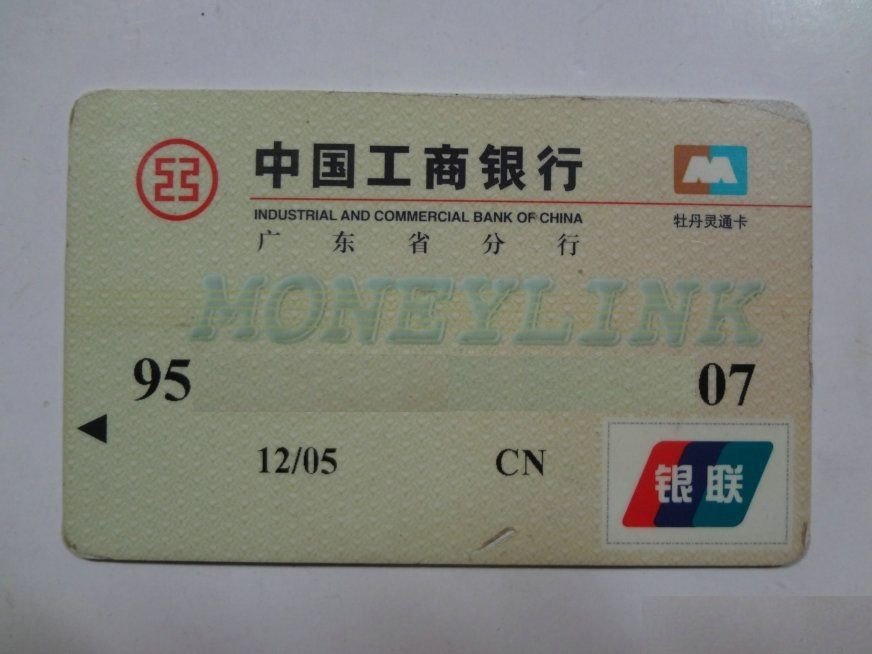 中国工商银行
INDUSTRIAL AND COMMERCIAL BANK OF CHINA
广东省分行
牡丹灵通卡
MONEYLINK
95 07
12/05 CN
银联